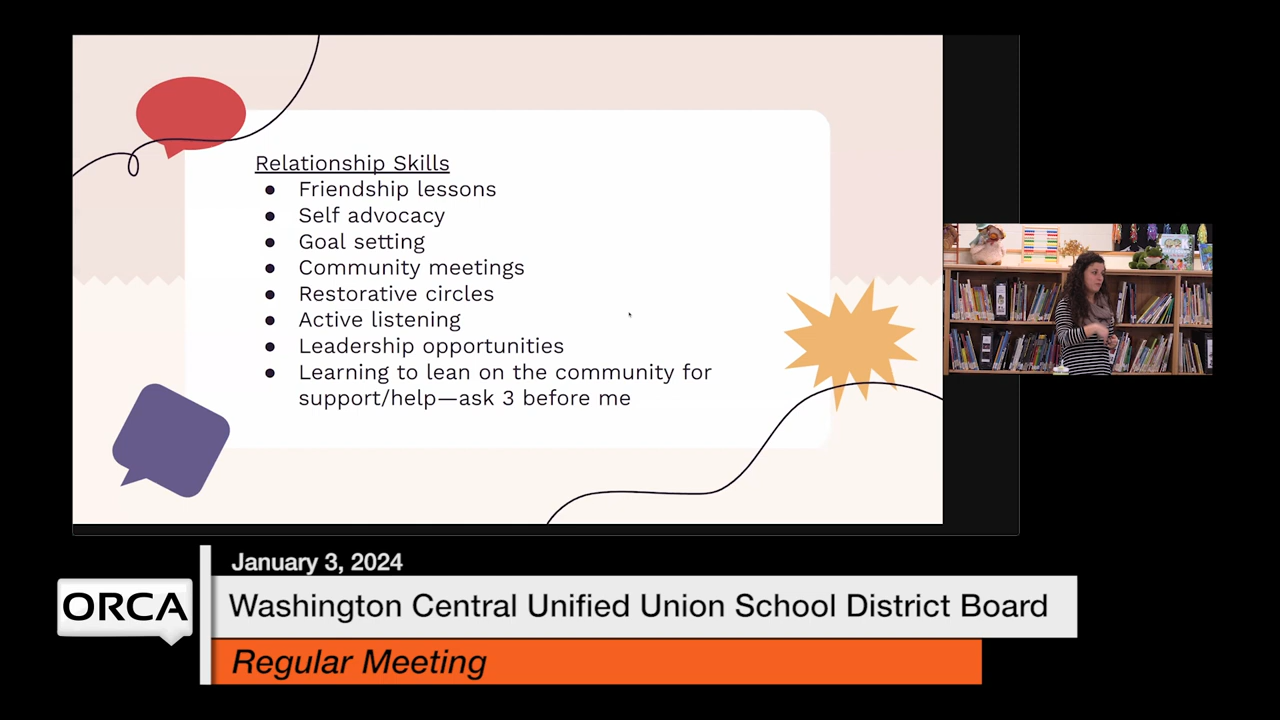 Relationship Skills
● Friendship lessons
● Self advocacy
● Goal setting
● Community meetings
● Restorative circles
● Active listening
● Leadership opportunities
● Learning to lean on the community for
support/help—ask 3 before me
January 3, 2024
ORCA
Washington Central Unified Union School District Board
Regular Meeting